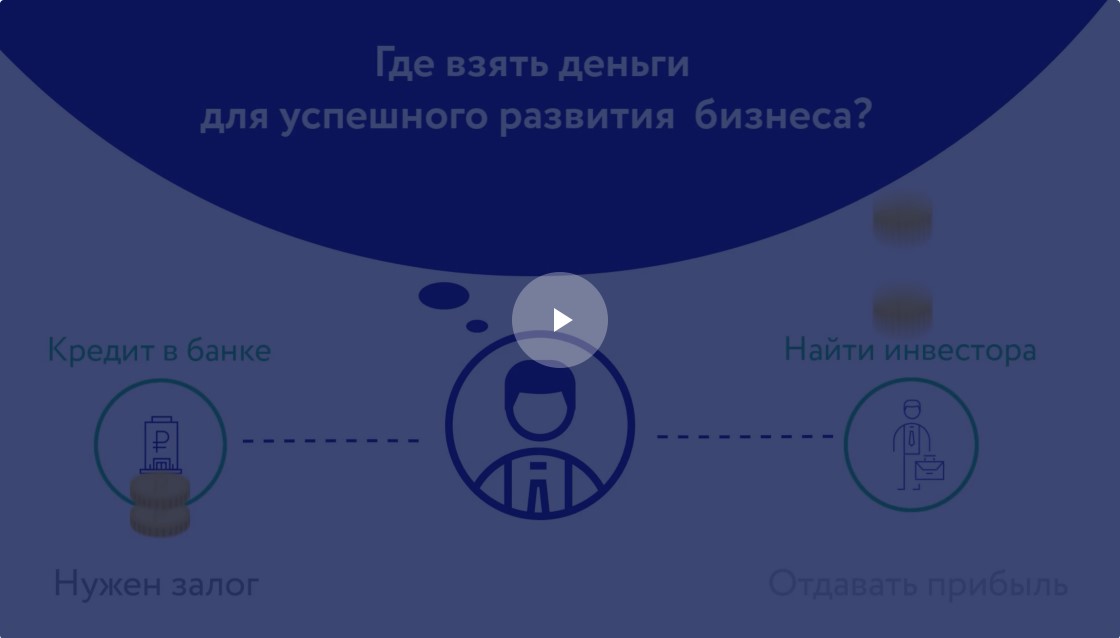 Где взять деньги
для успешного развития бизнеса?
Кредит в банке
Найти инвестора
Нужен залог
Отдавать прибыль